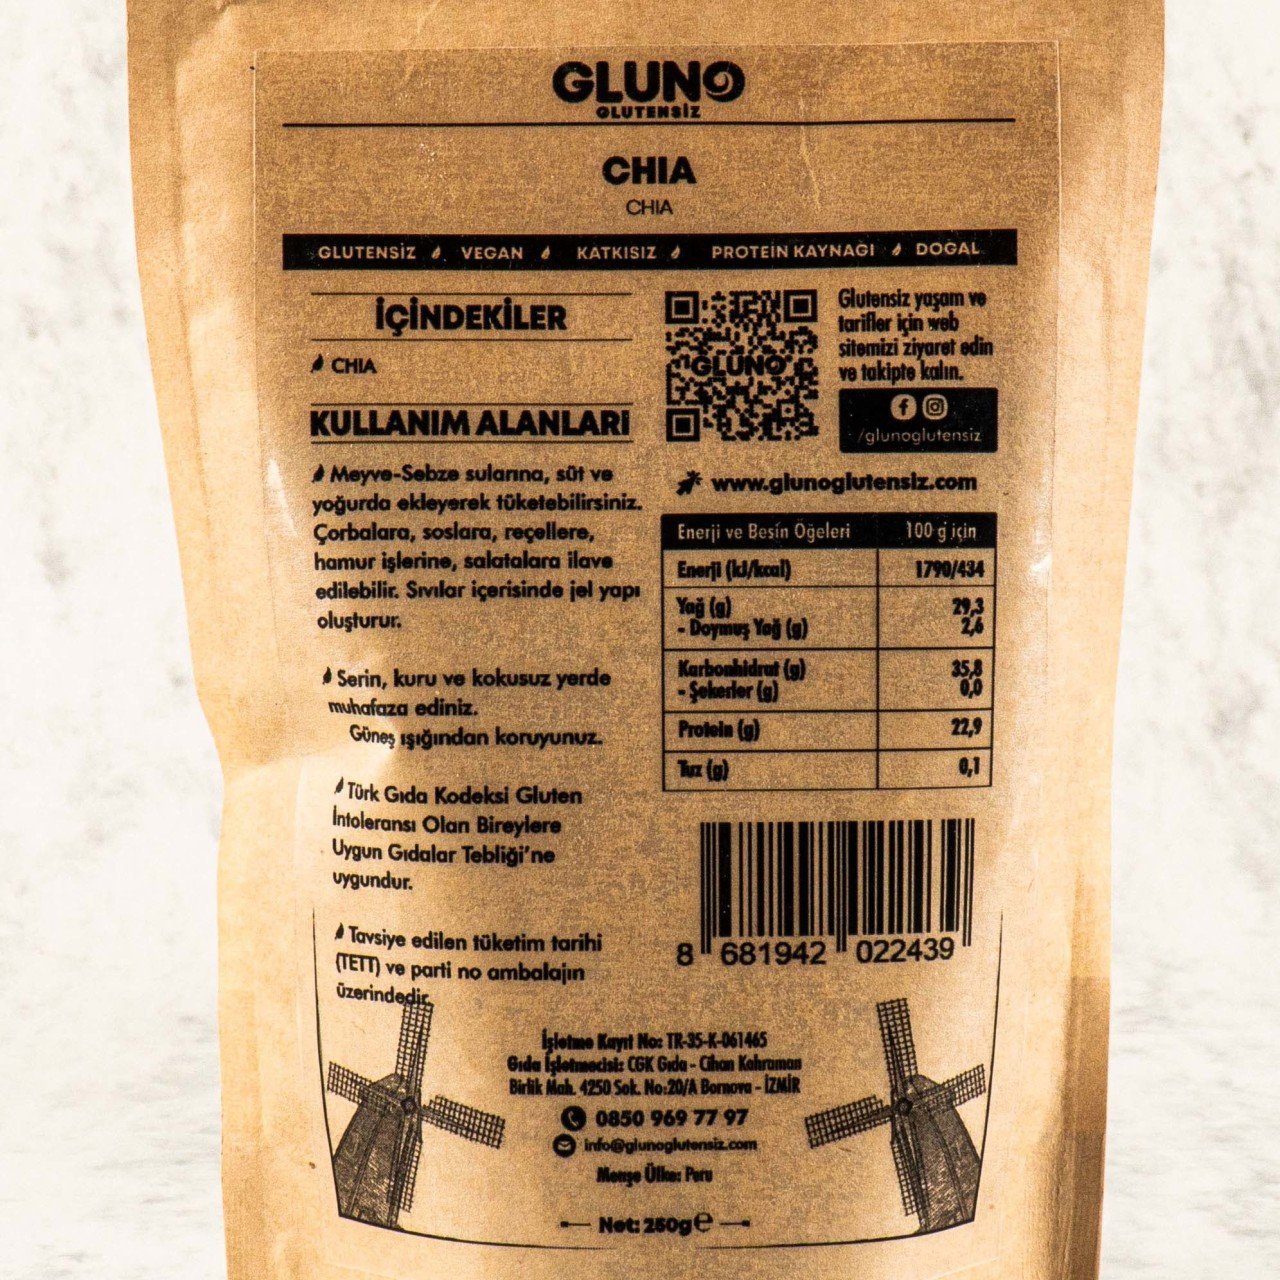 GLUNO
GLUTENSİZ
CHIA
CHIA
GLUTENSİZ VEGAN KATKISIZ PROTEİN KAYNAĞI DOĞAL
İÇİNDEKİLER
CHIA
KULLANIM ALANLARI
Meyve-Sebze sularına, süt ve
yoğurda ekleyerek tüketebilirsiniz.
Çorbalara, soslara, reçellere,
hamur işlerine, salatalara ilave
edilebilir. Sıvılar içerisinde jel yapı
oluşturur.
Serin, kuru ve kokusuz yerde
muhafaza ediniz.
Güneş ışığından koruyunuz.
Türk Gıda Kodeksi Gluten
İntoleransı Olan Bireylere
Uygun Gıdalar Tebliği'ne
uygundur.
Tavsiye edilen tüketim tarihi
(TETT) ve parti no ambalajın
üzerindedir.
GLUNO
Glutensiz yaşam ve
tarifler için web
sitemizi ziyaret edin
ve takipte kalın.
/glunoglutensiz
www.glunoglutensiz.com
Enerji ve Besin Öğeleri 100 g için
Enerji (kJ/kcal) 1790/434
Yağ (g) 29,3
- Doymuş Yağ (g) 2,6
Karbonhidrat (g) 35,8
- Şekerler (g) 0,0
Protein (g) 22,9
Tuz (g) 0,1
8 681942 022439
İşletme Kayıt No: TR-35-K-061465
Gıda İşletmecisi: CGK Gıda - Cihan Kahraman
Birlik Mah. 4250 Sok. No:20/A Bornova - İZMİR
0850 969 77 97
info@glunoglutensiz.com
Menşe Ülke: Peru
Net: 250g℮